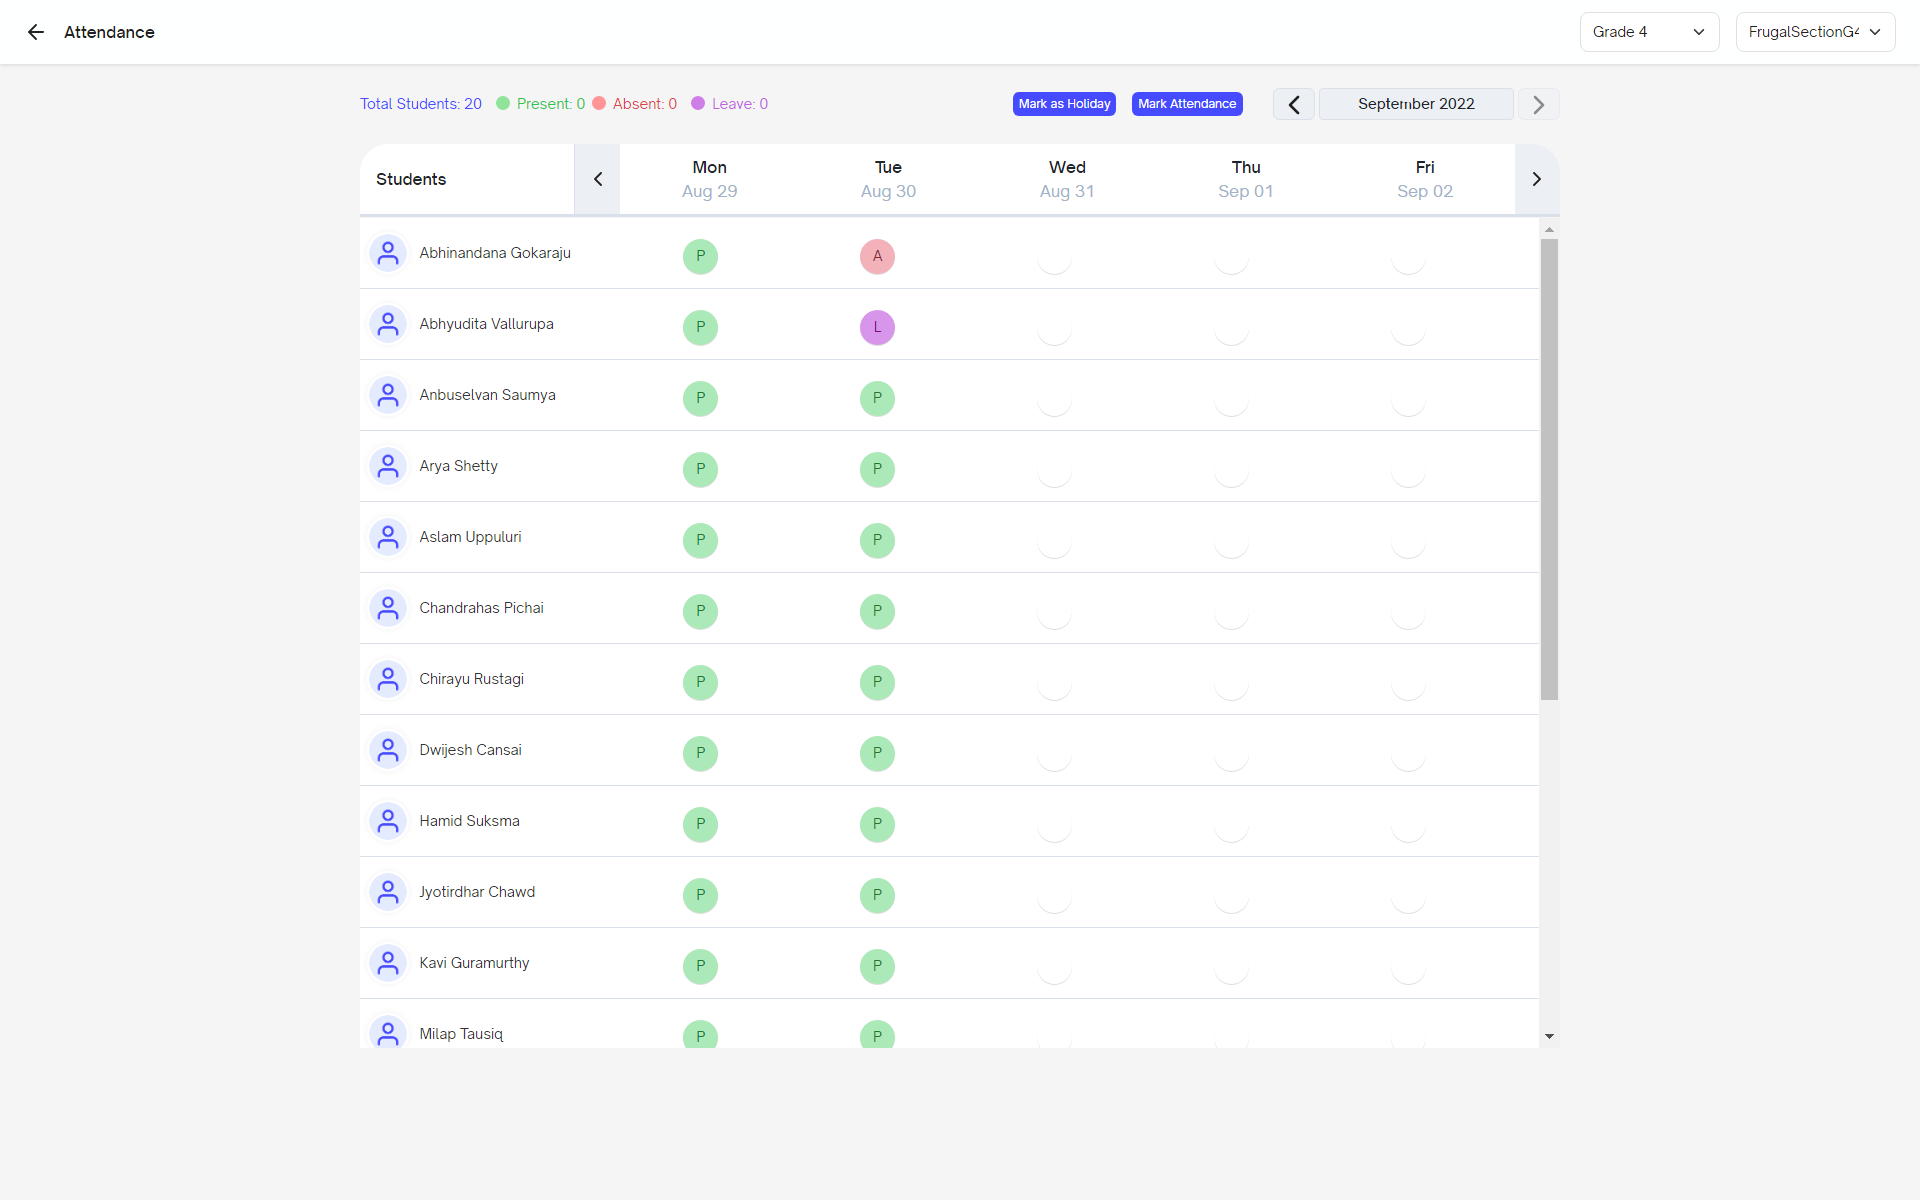 Attendance
Grade 4
FrugalSectionG4
Total Students: 20 Present: 0 Absent: 0 Leave: 0
Mark as Holiday
Mark Attendance
September 2022
Students
Mon Tue Wed Thu Fri
Aug 29 Aug 30 Aug 31 Sep 01 Sep 02
Abhinandana Gokaraju P A
Abhyudita Vallurupa P L
Anbuselvan Saumya P P
Arya Shetty P P
Aslam Uppuluri P P
Chandrahas Pichai P P
Chirayu Rustagi P P
Dwijesh Cansai P P
Hamid Suksma P P
Jyotirdhar Chawd P P
Kavi Guramurthy P P
Milap Tausiq P P